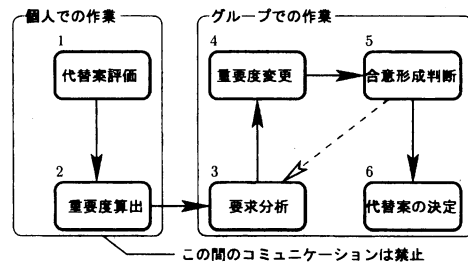 個人での作業
グループでの作業
1
代替案評価
4
重要度変更
5
合意形成判断
2
重要度算出
3
要求分析
6
代替案の決定
この間のコミュニケーションは禁止